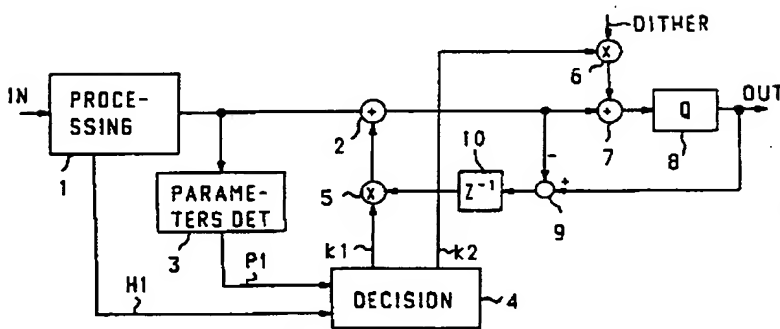 DITHER
X
6
IN
PROCE-
SSING
1
+
2
+
7
Q
8
OUT
10
Z⁻¹
-
+
9
X
5
PARAME-
TERS DET
3
k1
k2
P1
H1
DECISION
4